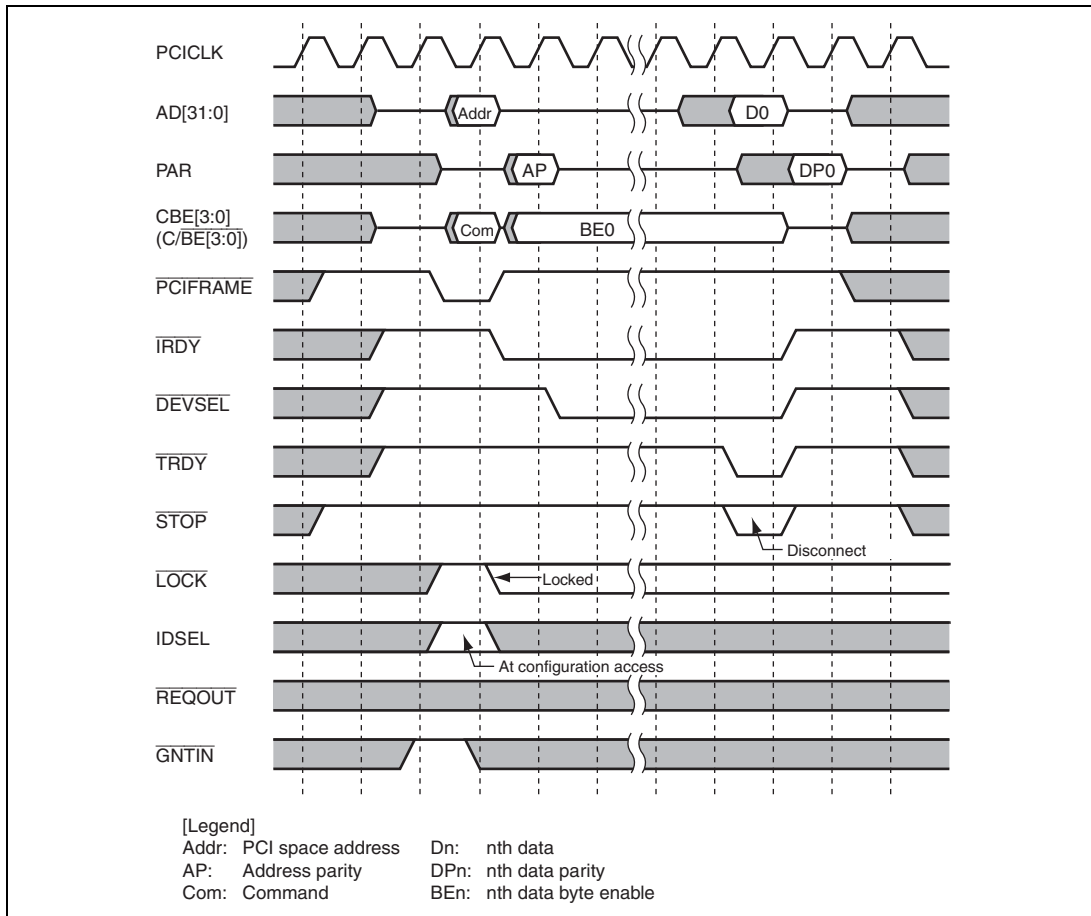 PCICLK
AD[31:0]
Addr
D0
PAR
AP
DP0
CBE[3:0]
(C/BE[3:0])
Com
BE0
PCIFRAME
IRDY
DEVSEL
TRDY
STOP
Disconnect
LOCK
Locked
IDSEL
At configuration access
REQOUT
GNTIN
[Legend]
Addr: PCI space address Dn: nth data
AP: Address parity DPn: nth data parity
Com: Command BEn: nth data byte enable